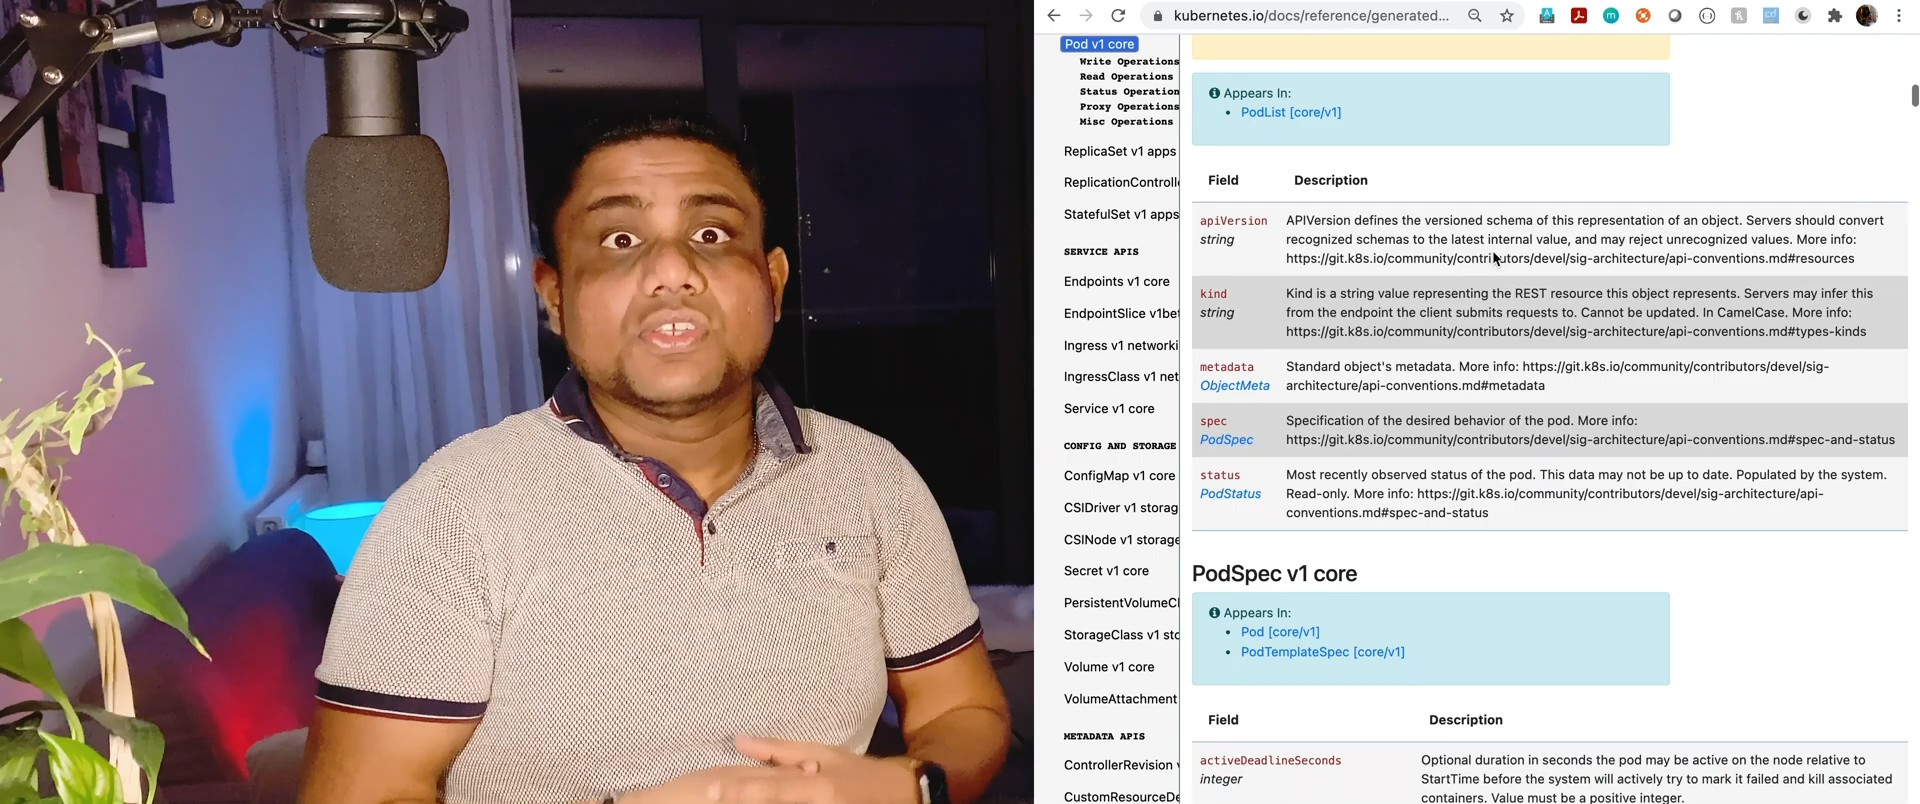 kubernetes.io/docs/reference/generated...
Pod v1 core
Write Operations
Read Operations
Status Operation
Proxy Operations
Misc Operations
ReplicaSet v1 apps
ReplicationControlle
StatefulSet v1 apps
SERVICE APIS
Endpoints v1 core
EndpointSlice v1bet
Ingress v1 networki
IngressClass v1 net
Service v1 core
CONFIG AND STORAGE
ConfigMap v1 core
CSIDriver v1 storag
CSINode v1 storage
Secret v1 core
PersistentVolumeCl
StorageClass v1 sto
Volume v1 core
VolumeAttachment
METADATA APIS
ControllerRevision v
CustomResourceDe
Appears In:
PodList [core/v1]
Field Description
apiVersion APIVersion defines the versioned schema of this representation of an object. Servers should convert
string recognized schemas to the latest internal value, and may reject unrecognized values. More info:
https://git.k8s.io/community/contributors/devel/sig-architecture/api-conventions.md#resources
kind Kind is a string value representing the REST resource this object represents. Servers may infer this
string from the endpoint the client submits requests to. Cannot be updated. In CamelCase. More info:
https://git.k8s.io/community/contributors/devel/sig-architecture/api-conventions.md#types-kinds
metadata Standard object's metadata. More info: https://git.k8s.io/community/contributors/devel/sig-
ObjectMeta architecture/api-conventions.md#metadata
spec Specification of the desired behavior of the pod. More info:
PodSpec https://git.k8s.io/community/contributors/devel/sig-architecture/api-conventions.md#spec-and-status
status Most recently observed status of the pod. This data may not be up to date. Populated by the system.
PodStatus Read-only. More info: https://git.k8s.io/community/contributors/devel/sig-architecture/api-
conventions.md#spec-and-status
PodSpec v1 core
Appears In:
Pod [core/v1]
PodTemplateSpec [core/v1]
Field Description
activeDeadlineSeconds Optional duration in seconds the pod may be active on the node relative to
integer StartTime before the system will actively try to mark it failed and kill associated
containers. Value must be a positive integer.